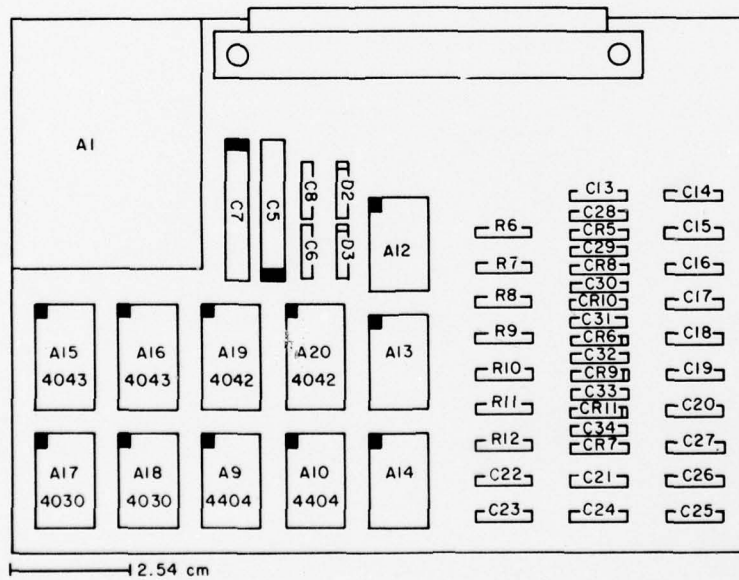 A1
C7
C5
C8
D2
C6
D3
A12
C13
C14
C28
R6
CR5
C15
C29
R7
CR8
C16
C30
R8
CR10
C17
C31
R9
CR6
C18
C32
R10
CR9
C19
C33
R11
CR11
C20
C34
R12
CR7
C27
C22
C21
C26
C23
C24
C25
A15
4043
A16
4043
A19
4042
A20
4042
A13
A17
4030
A18
4030
A9
4404
A10
4404
A14
2.54 cm